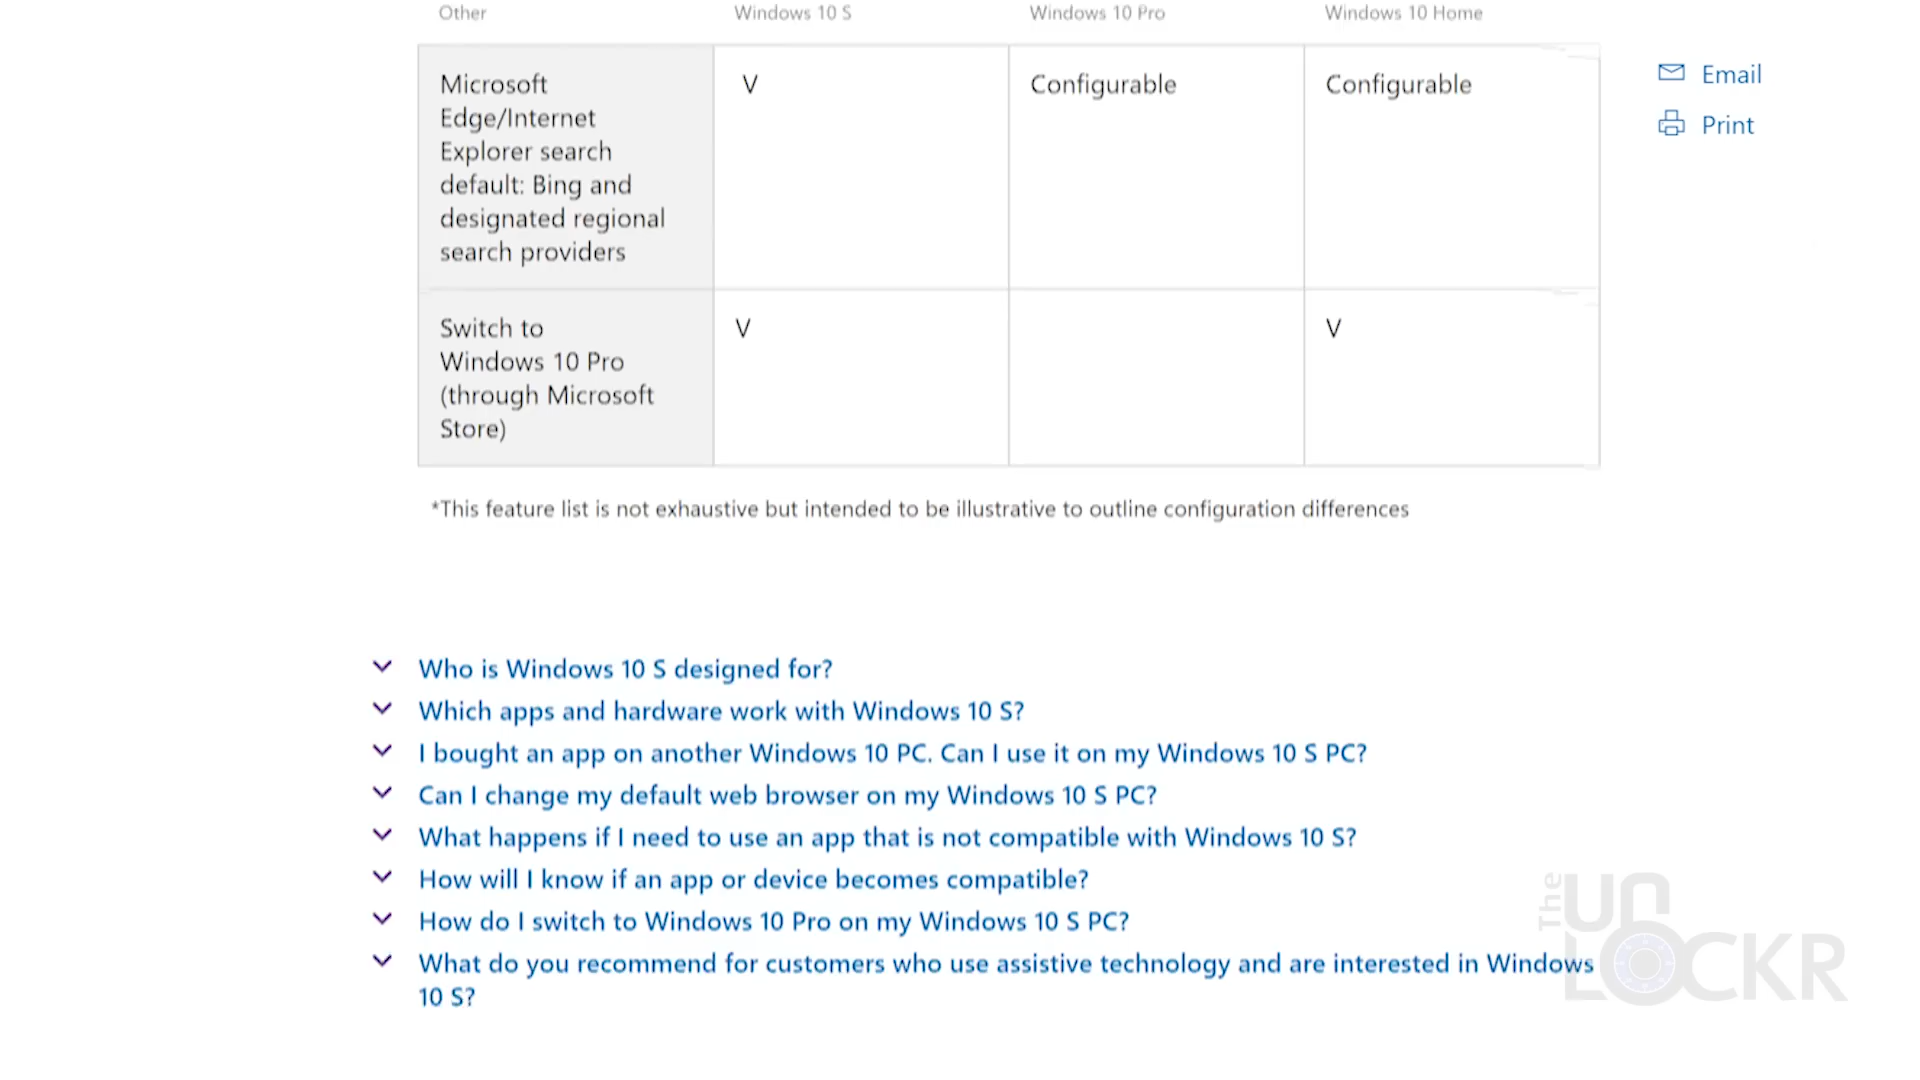 Other Windows 10 S Windows 10 Pro Windows 10 Home
Microsoft
Edge/Internet
Explorer search
default: Bing and
designated regional
search providers
V
Configurable
Configurable
Switch to
Windows 10 Pro
(through Microsoft
Store)
V
V
Email
Print
*This feature list is not exhaustive but intended to be illustrative to outline configuration differences
Who is Windows 10 S designed for?
Which apps and hardware work with Windows 10 S?
I bought an app on another Windows 10 PC. Can I use it on my Windows 10 S PC?
Can I change my default web browser on my Windows 10 S PC?
What happens if I need to use an app that is not compatible with Windows 10 S?
How will I know if an app or device becomes compatible?
How do I switch to Windows 10 Pro on my Windows 10 S PC?
What do you recommend for customers who use assistive technology and are interested in Windows
10 S?
The
UN
LOCKR